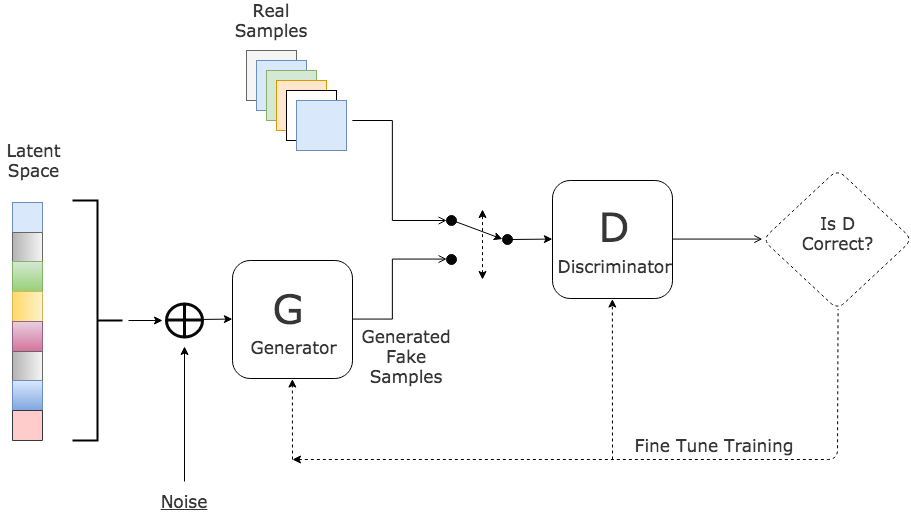 Real
Samples
Latent
Space
D
Discriminator
Is D
Correct?
G
Generator
Generated
Fake
Samples
Fine Tune Training
Noise